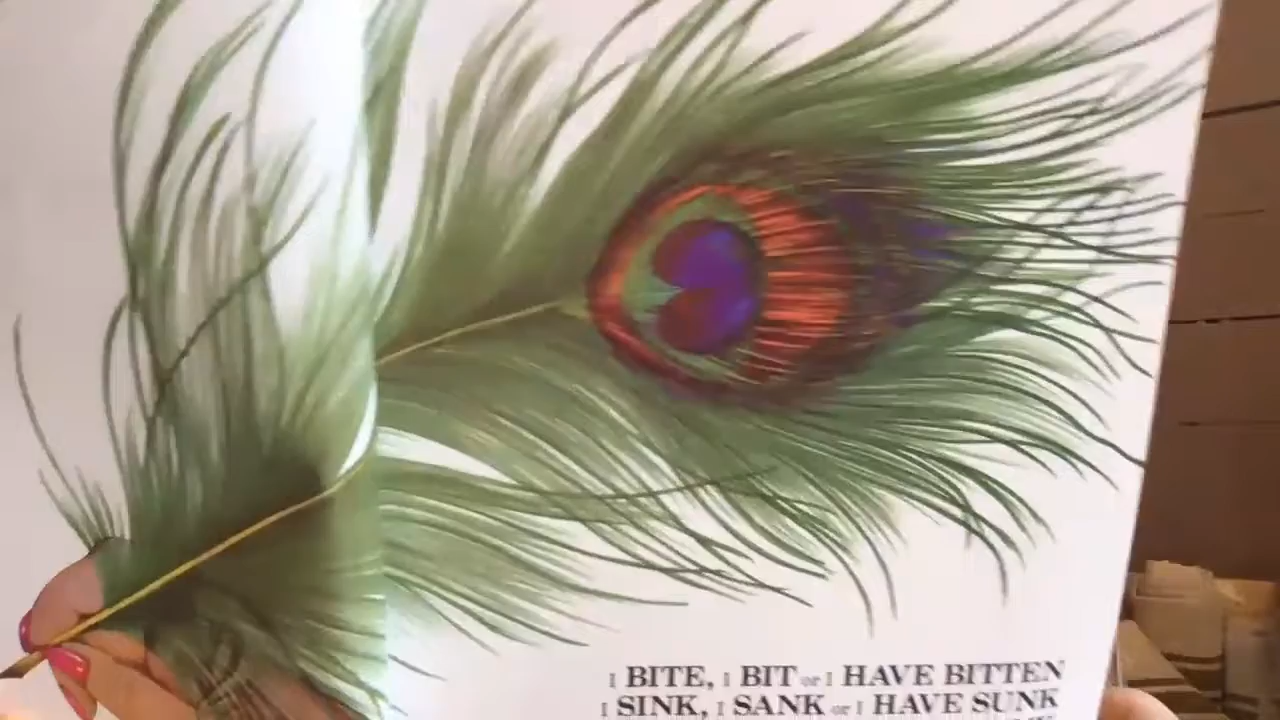 I BITE, I BIT or I HAVE BITTEN
I SINK, I SANK or I HAVE SUNK